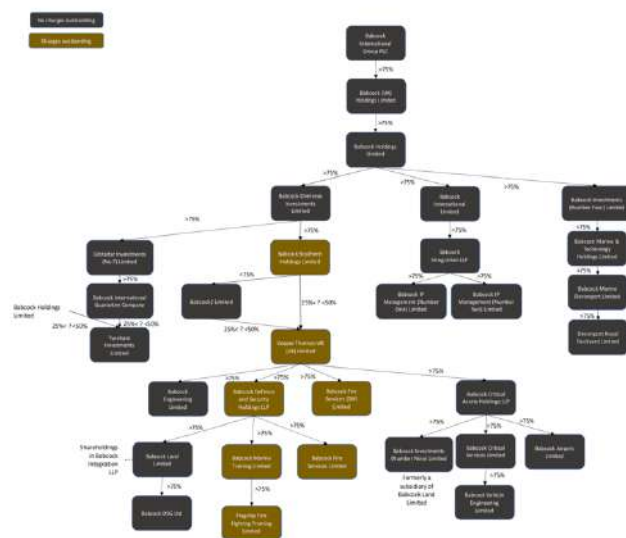 No charges outstanding
Charges outstanding
Babcock
International
Group PLC
>75%
Babcock (UK)
Holdings Limited
>75%
Babcock Holdings
Limited
>75%
>75%
>75%
Babcock Overseas
Investments
Limited
Babcock
International
Limited
Babcock Investments
(Number Four) Limited
>75%
>75%
>75%
>75%
Gibraltar Investments
(No.7) Limited
Babcock Southern
Holdings Limited
Babcock
Integration LLP
Babcock Marine &
Technology
Holdings Limited
>75%
>75%
>75%
>75%
>75%
Babcock International
Guarantee Company
Babcock 2 Limited
25%> ? <50%
Babcock IP
Management (Number
One) Limited
Babcock IP
Management (Number
Two) Limited
Babcock Marine
Devonport Limited
Babcock Holdings
Limited
25%> ? <50%
25%> ? <50%
25%> ? <50%
>75%
Investments
Limited
Devonport Royal
Dockyard Limited
(UK) Limited
>75%
>75%
>75%
>75%
Babcock
Engineering
Limited
Babcock Defence
and Security
Holdings LLP
Babcock Fire
Services (SW)
Limited
Babcock Critical
Assets Holdings LLP
>75%
>75%
>75%
>75%
>75%
>75%
Shareholdings
in Babcock
Integration
LLP
Babcock Land
Limited
Babcock Marine
Training Limited
Babcock Fire
Services Limited
Babcock Investments
(Number Nine) Limited
Babcock Critical
Services Limited
Babcock Airports
Limited
>75%
>75%
>75%
Formerly a
subsidiary of
Babcock Land
Limited
Babcock DSG Ltd
Flagship Fire
Fighting Training
Limited
Babcock Vehicle
Engineering
Limited